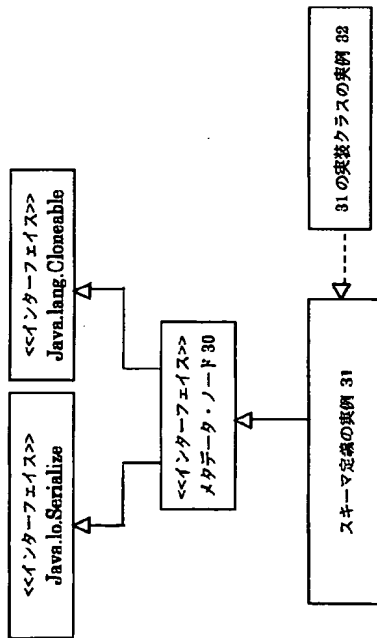 <<インターフェイス>>
Java.lo.Serialize
<<インターフェイス>>
Java.lang.Cloneable
<<インターフェイス>>
メタデータ・ノード 30
スキーマ定義の実例 31
31 の実装クラスの実例 32